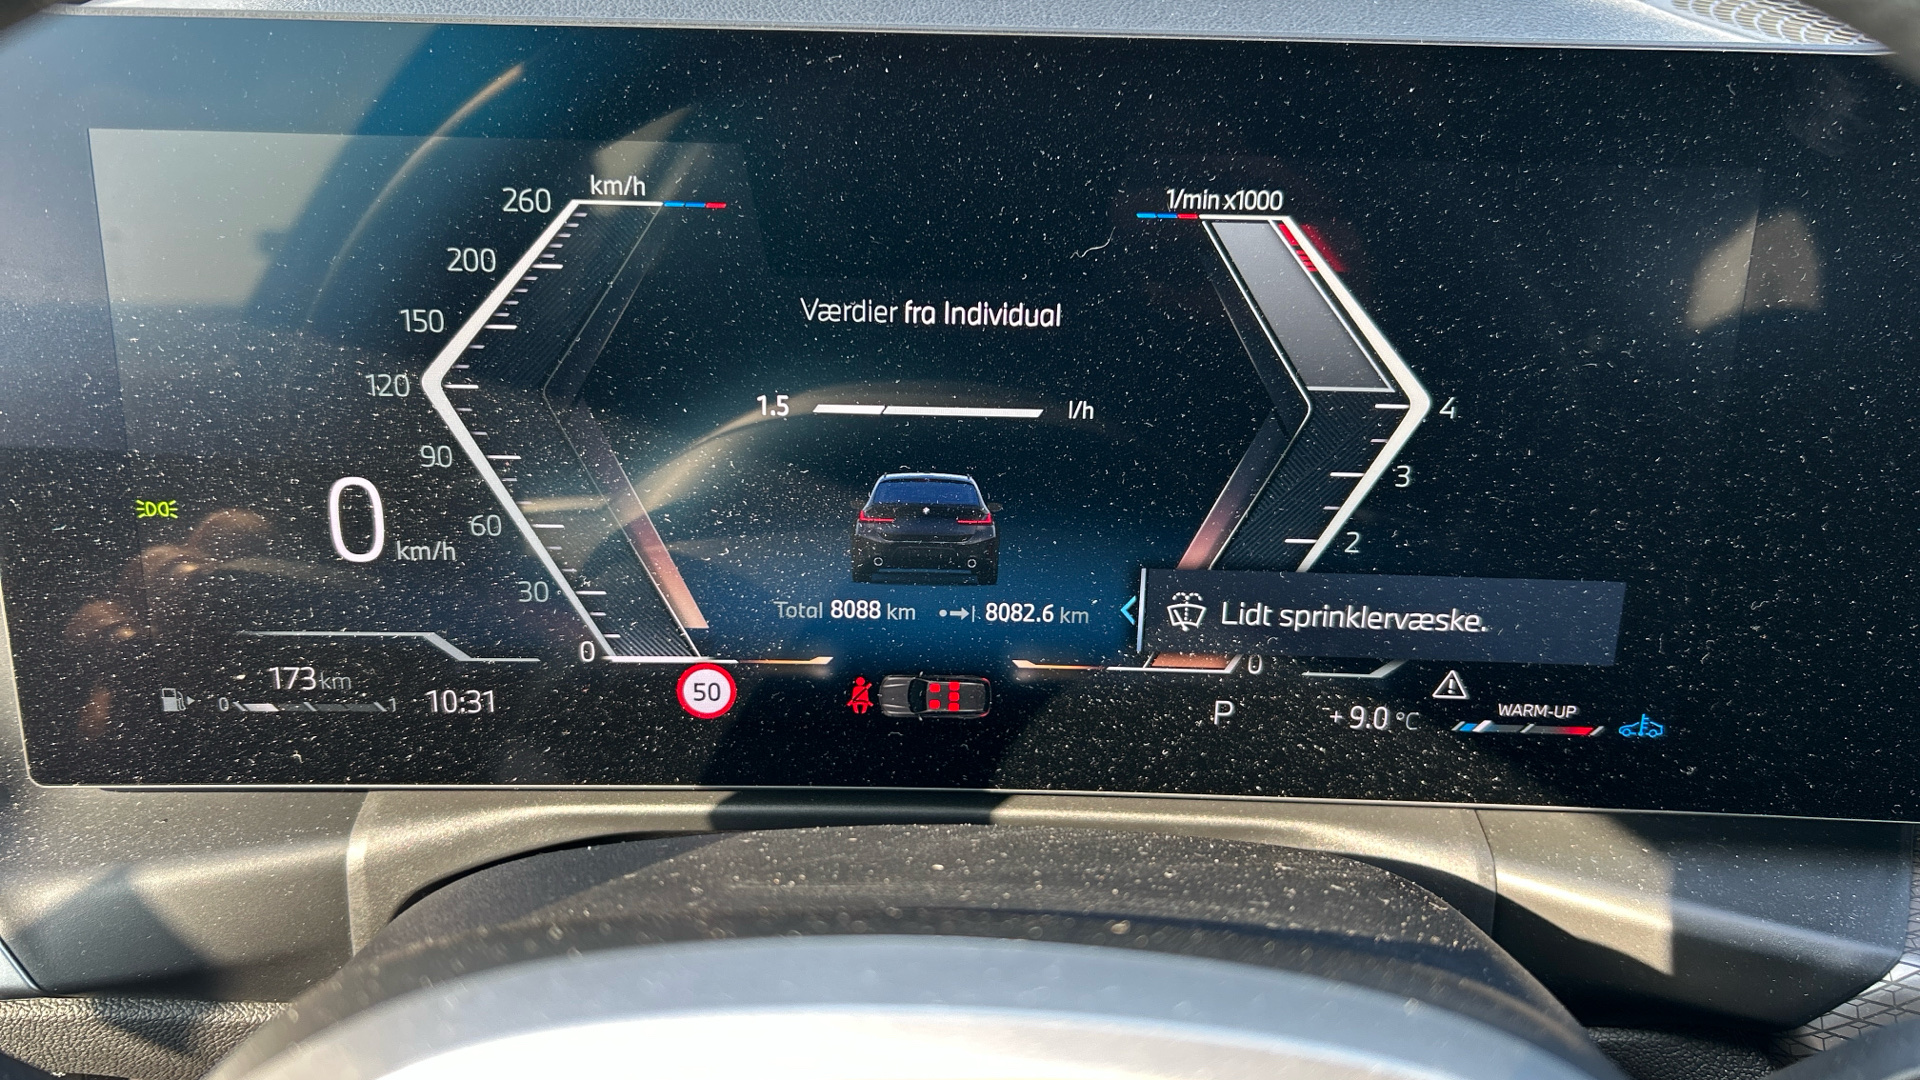 km/h
260
200
150
120
90
60
30
0
0 km/h
Værdier fra Individual
1.5 l/h
Total 8088 km 8082.6 km
1/min x1000
4
3
2
0
Lidt sprinklervæske.
173 km
0 1
10:31
50
P
+ 9.0 °C
WARM-UP